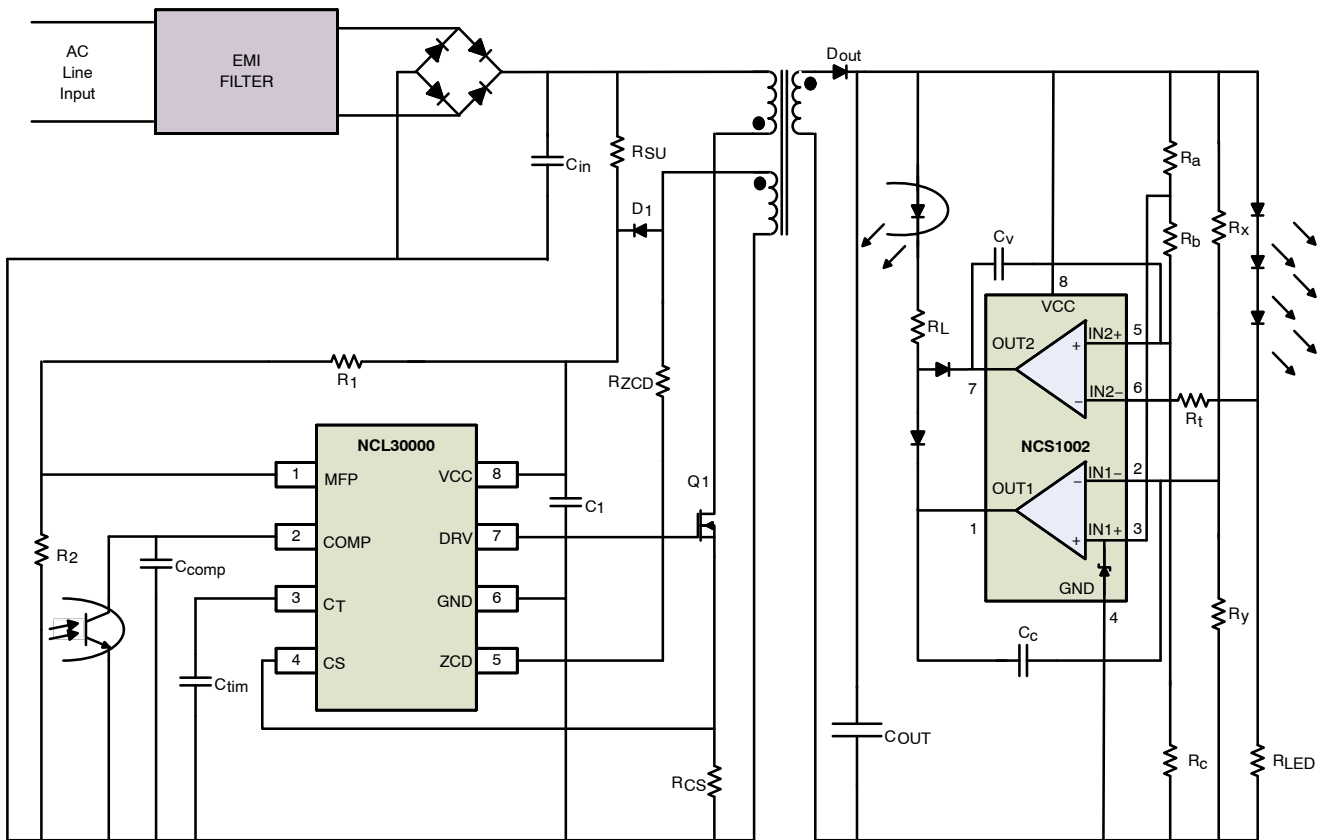 AC
Line
Input
EMI
FILTER
Dout
Cin
RSU
D1
Ra
Rb
Rx
Cv
8
VCC
RL
OUT2
+
IN2+
5
7
−
IN2−
6
Rt
R1
RZCD
NCL30000
NCS1002
1
MFP
VCC
8
C1
Q1
OUT1
−
IN1−
2
1
+
IN1+
3
R2
2
COMP
DRV
7
Ccomp
GND
4
3
CT
GND
6
Ry
4
CS
ZCD
5
Ctim
Cc
COUT
RCS
Rc
RLED